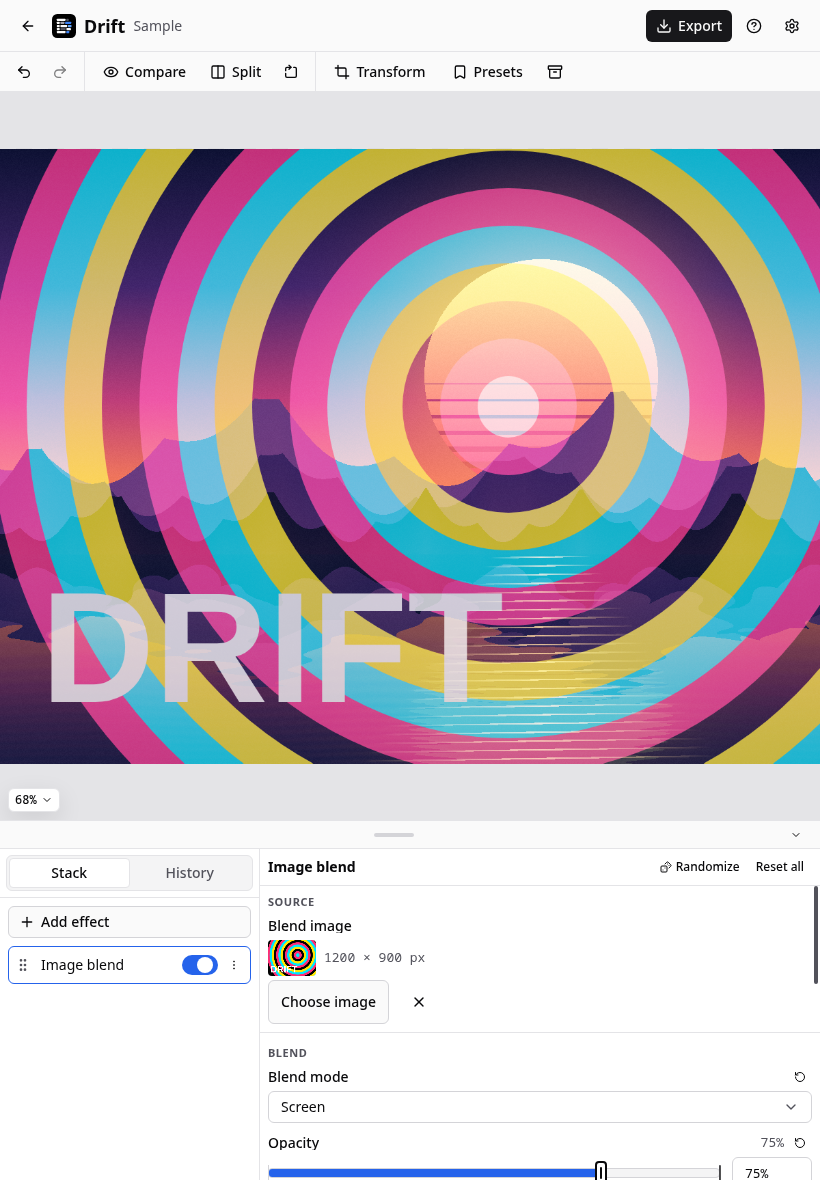 Drift Sample
Export
Compare
Split
Transform
Presets
DRIFT
68%
Stack
History
Add effect
Image blend
Image blend
Randomize
Reset all
SOURCE
Blend image
1200 × 900 px
Choose image
BLEND
Blend mode
Screen
Opacity
75%
75%